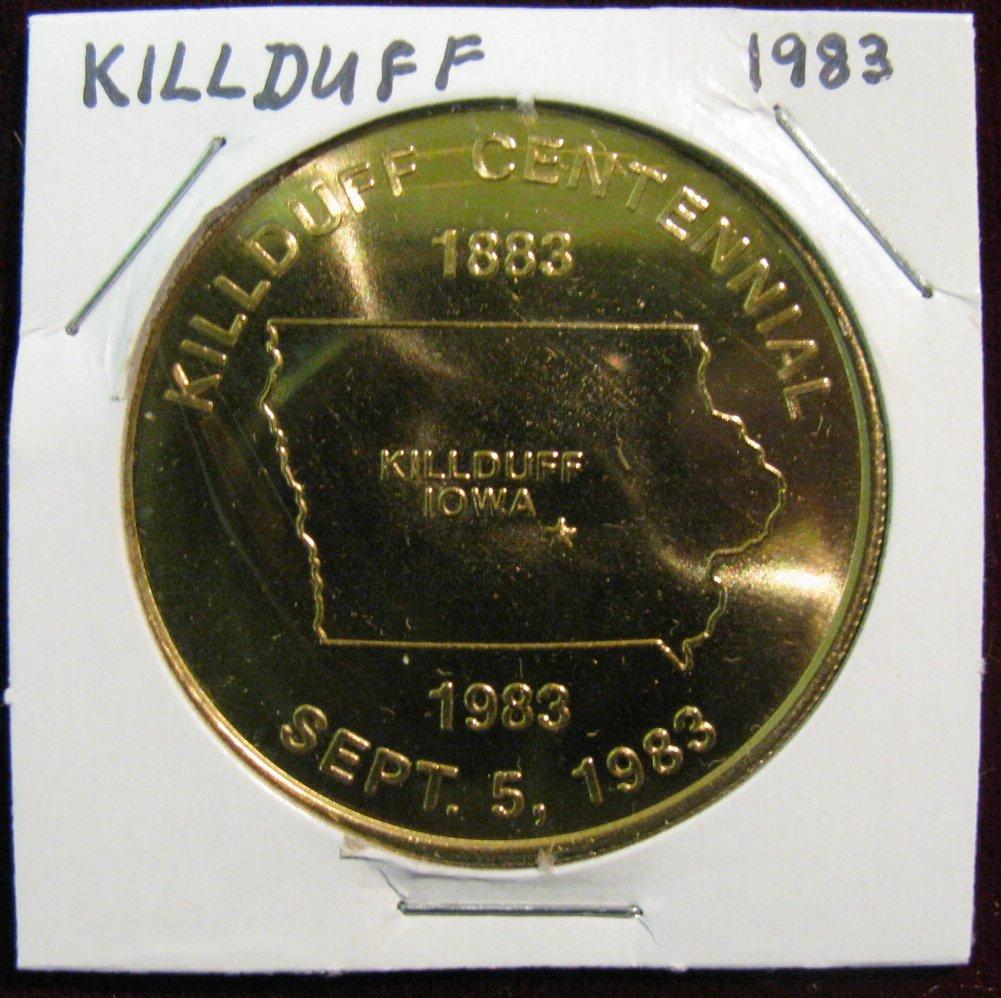 KILLDUFF 1983
KILLDUFF CENTENNIAL
1883
KILLDUFF
IOWA
1983
SEPT. 5, 1983